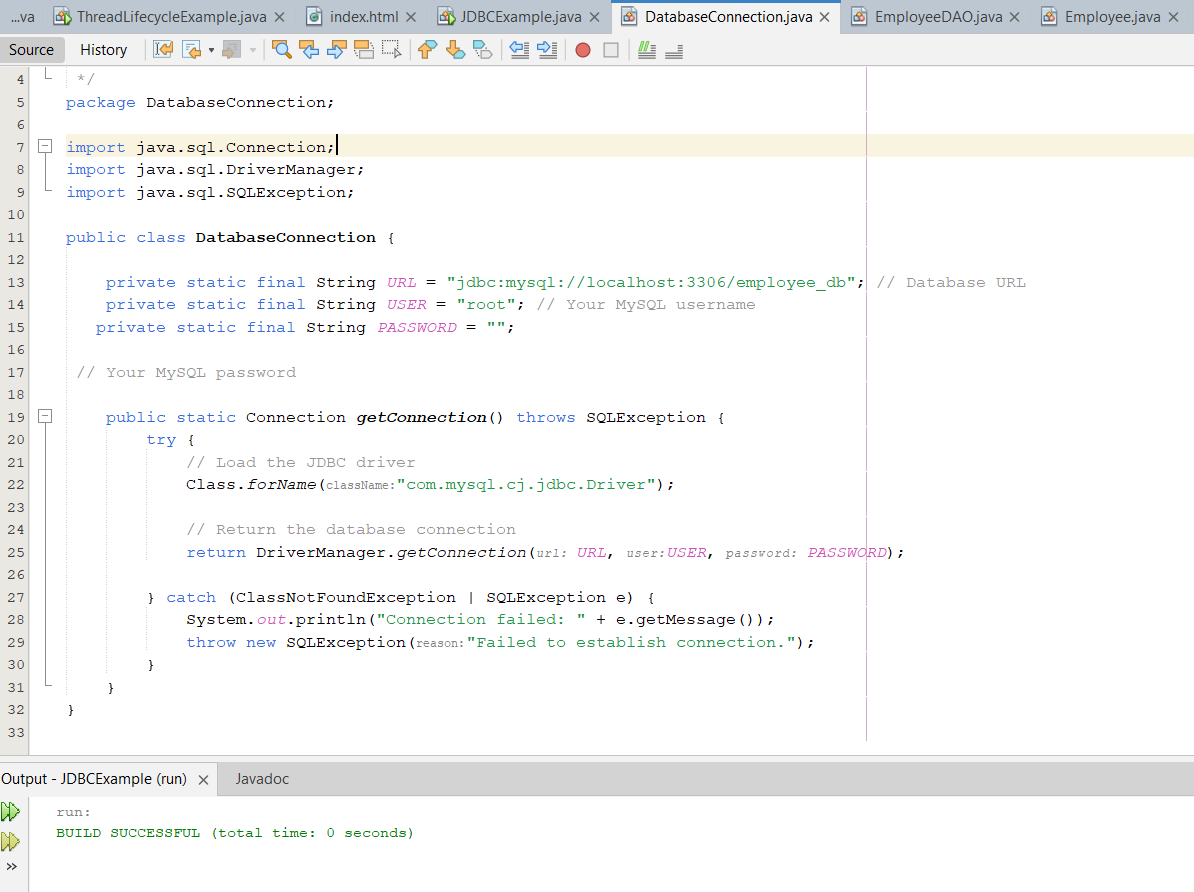 ...va ThreadLifecycleExample.java index.html JDBCExample.java DatabaseConnection.java EmployeeDAO.java Employee.java
Source History
4 */
5 package DatabaseConnection;
6
7 import java.sql.Connection;
8 import java.sql.DriverManager;
9 import java.sql.SQLException;
10
11 public class DatabaseConnection {
12
13 private static final String URL = "jdbc:mysql://localhost:3306/employee_db"; // Database URL
14 private static final String USER = "root"; // Your MySQL username
15 private static final String PASSWORD = "";
16
17 // Your MySQL password
18
19 public static Connection getConnection() throws SQLException {
20 try {
21 // Load the JDBC driver
22 Class.forName(className:"com.mysql.cj.jdbc.Driver");
23
24 // Return the database connection
25 return DriverManager.getConnection(url: URL, user:USER, password: PASSWORD);
26
27 } catch (ClassNotFoundException | SQLException e) {
28 System.out.println("Connection failed: " + e.getMessage());
29 throw new SQLException(reason:"Failed to establish connection.");
30 }
31 }
32 }
33
Output - JDBCExample (run) Javadoc
run:
BUILD SUCCESSFUL (total time: 0 seconds)